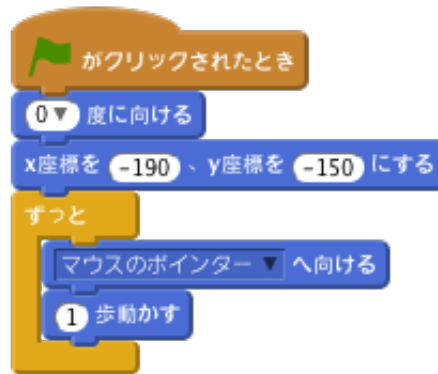 がクリックされたとき
0▼ 度に向ける
x座標を -190 、y座標を -150 にする
ずっと
マウスのポインター ▼ へ向ける
1 歩動かす